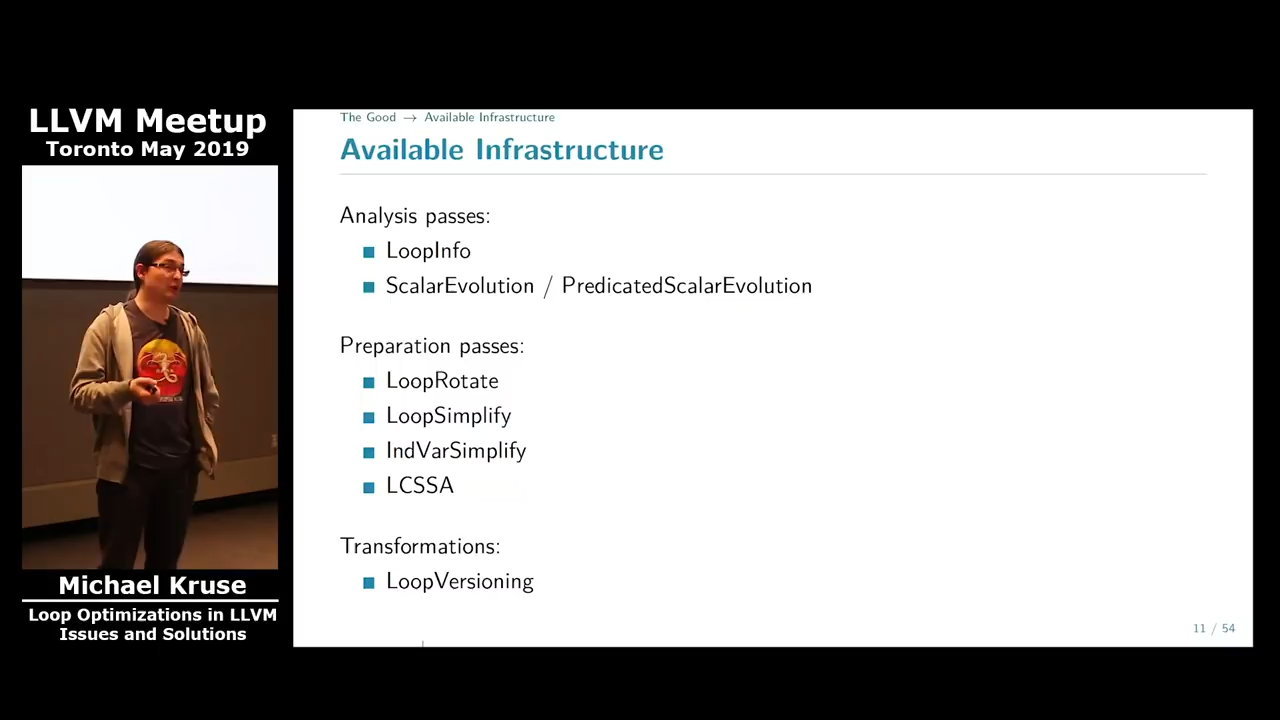 LLVM Meetup
Toronto May 2019
Michael Kruse
Loop Optimizations in LLVM
Issues and Solutions
The Good → Available Infrastructure
Available Infrastructure
Analysis passes:
LoopInfo
ScalarEvolution / PredicatedScalarEvolution
Preparation passes:
LoopRotate
LoopSimplify
IndVarSimplify
LCSSA
Transformations:
LoopVersioning
11 / 54